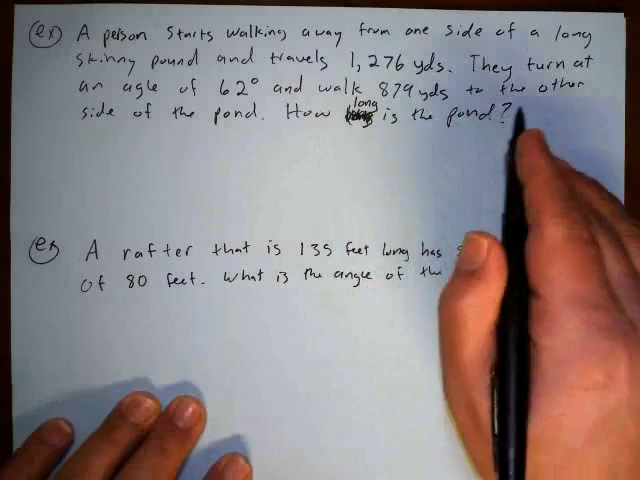 ex A person starts walking away from one side of a long
skinny pound and travels 1,276 yds. They turn at
an agle of 62° and walk 879 yds to the other
side of the pond. How long is the pond?
ex A rafter that is 135 feet long has
of 80 feet. What is the angle of the